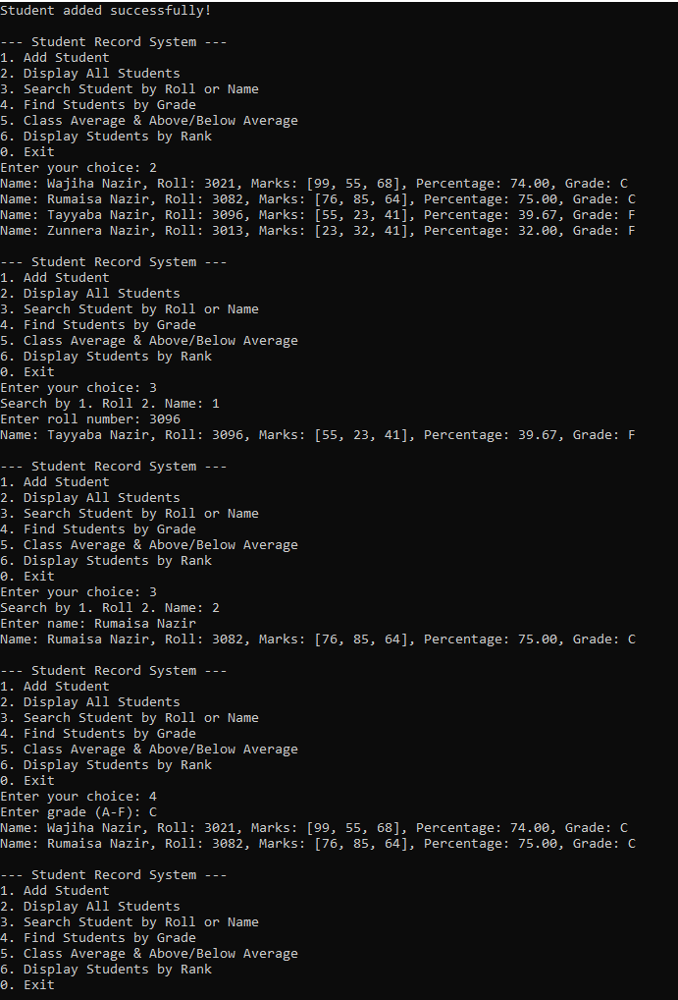 Student added successfully!
--- Student Record System ---
1. Add Student
2. Display All Students
3. Search Student by Roll or Name
4. Find Students by Grade
5. Class Average & Above/Below Average
6. Display Students by Rank
0. Exit
Enter your choice: 2
Name: Wajiha Nazir, Roll: 3021, Marks: [99, 55, 68], Percentage: 74.00, Grade: C
Name: Rumaisa Nazir, Roll: 3082, Marks: [76, 85, 64], Percentage: 75.00, Grade: C
Name: Tayyaba Nazir, Roll: 3096, Marks: [55, 23, 41], Percentage: 39.67, Grade: F
Name: Zunnera Nazir, Roll: 3013, Marks: [23, 32, 41], Percentage: 32.00, Grade: F
--- Student Record System ---
1. Add Student
2. Display All Students
3. Search Student by Roll or Name
4. Find Students by Grade
5. Class Average & Above/Below Average
6. Display Students by Rank
0. Exit
Enter your choice: 3
Search by 1. Roll 2. Name: 1
Enter roll number: 3096
Name: Tayyaba Nazir, Roll: 3096, Marks: [55, 23, 41], Percentage: 39.67, Grade: F
--- Student Record System ---
1. Add Student
2. Display All Students
3. Search Student by Roll or Name
4. Find Students by Grade
5. Class Average & Above/Below Average
6. Display Students by Rank
0. Exit
Enter your choice: 3
Search by 1. Roll 2. Name: 2
Enter name: Rumaisa Nazir
Name: Rumaisa Nazir, Roll: 3082, Marks: [76, 85, 64], Percentage: 75.00, Grade: C
--- Student Record System ---
1. Add Student
2. Display All Students
3. Search Student by Roll or Name
4. Find Students by Grade
5. Class Average & Above/Below Average
6. Display Students by Rank
0. Exit
Enter your choice: 4
Enter grade (A-F): C
Name: Wajiha Nazir, Roll: 3021, Marks: [99, 55, 68], Percentage: 74.00, Grade: C
Name: Rumaisa Nazir, Roll: 3082, Marks: [76, 85, 64], Percentage: 75.00, Grade: C
--- Student Record System ---
1. Add Student
2. Display All Students
3. Search Student by Roll or Name
4. Find Students by Grade
5. Class Average & Above/Below Average
6. Display Students by Rank
0. Exit